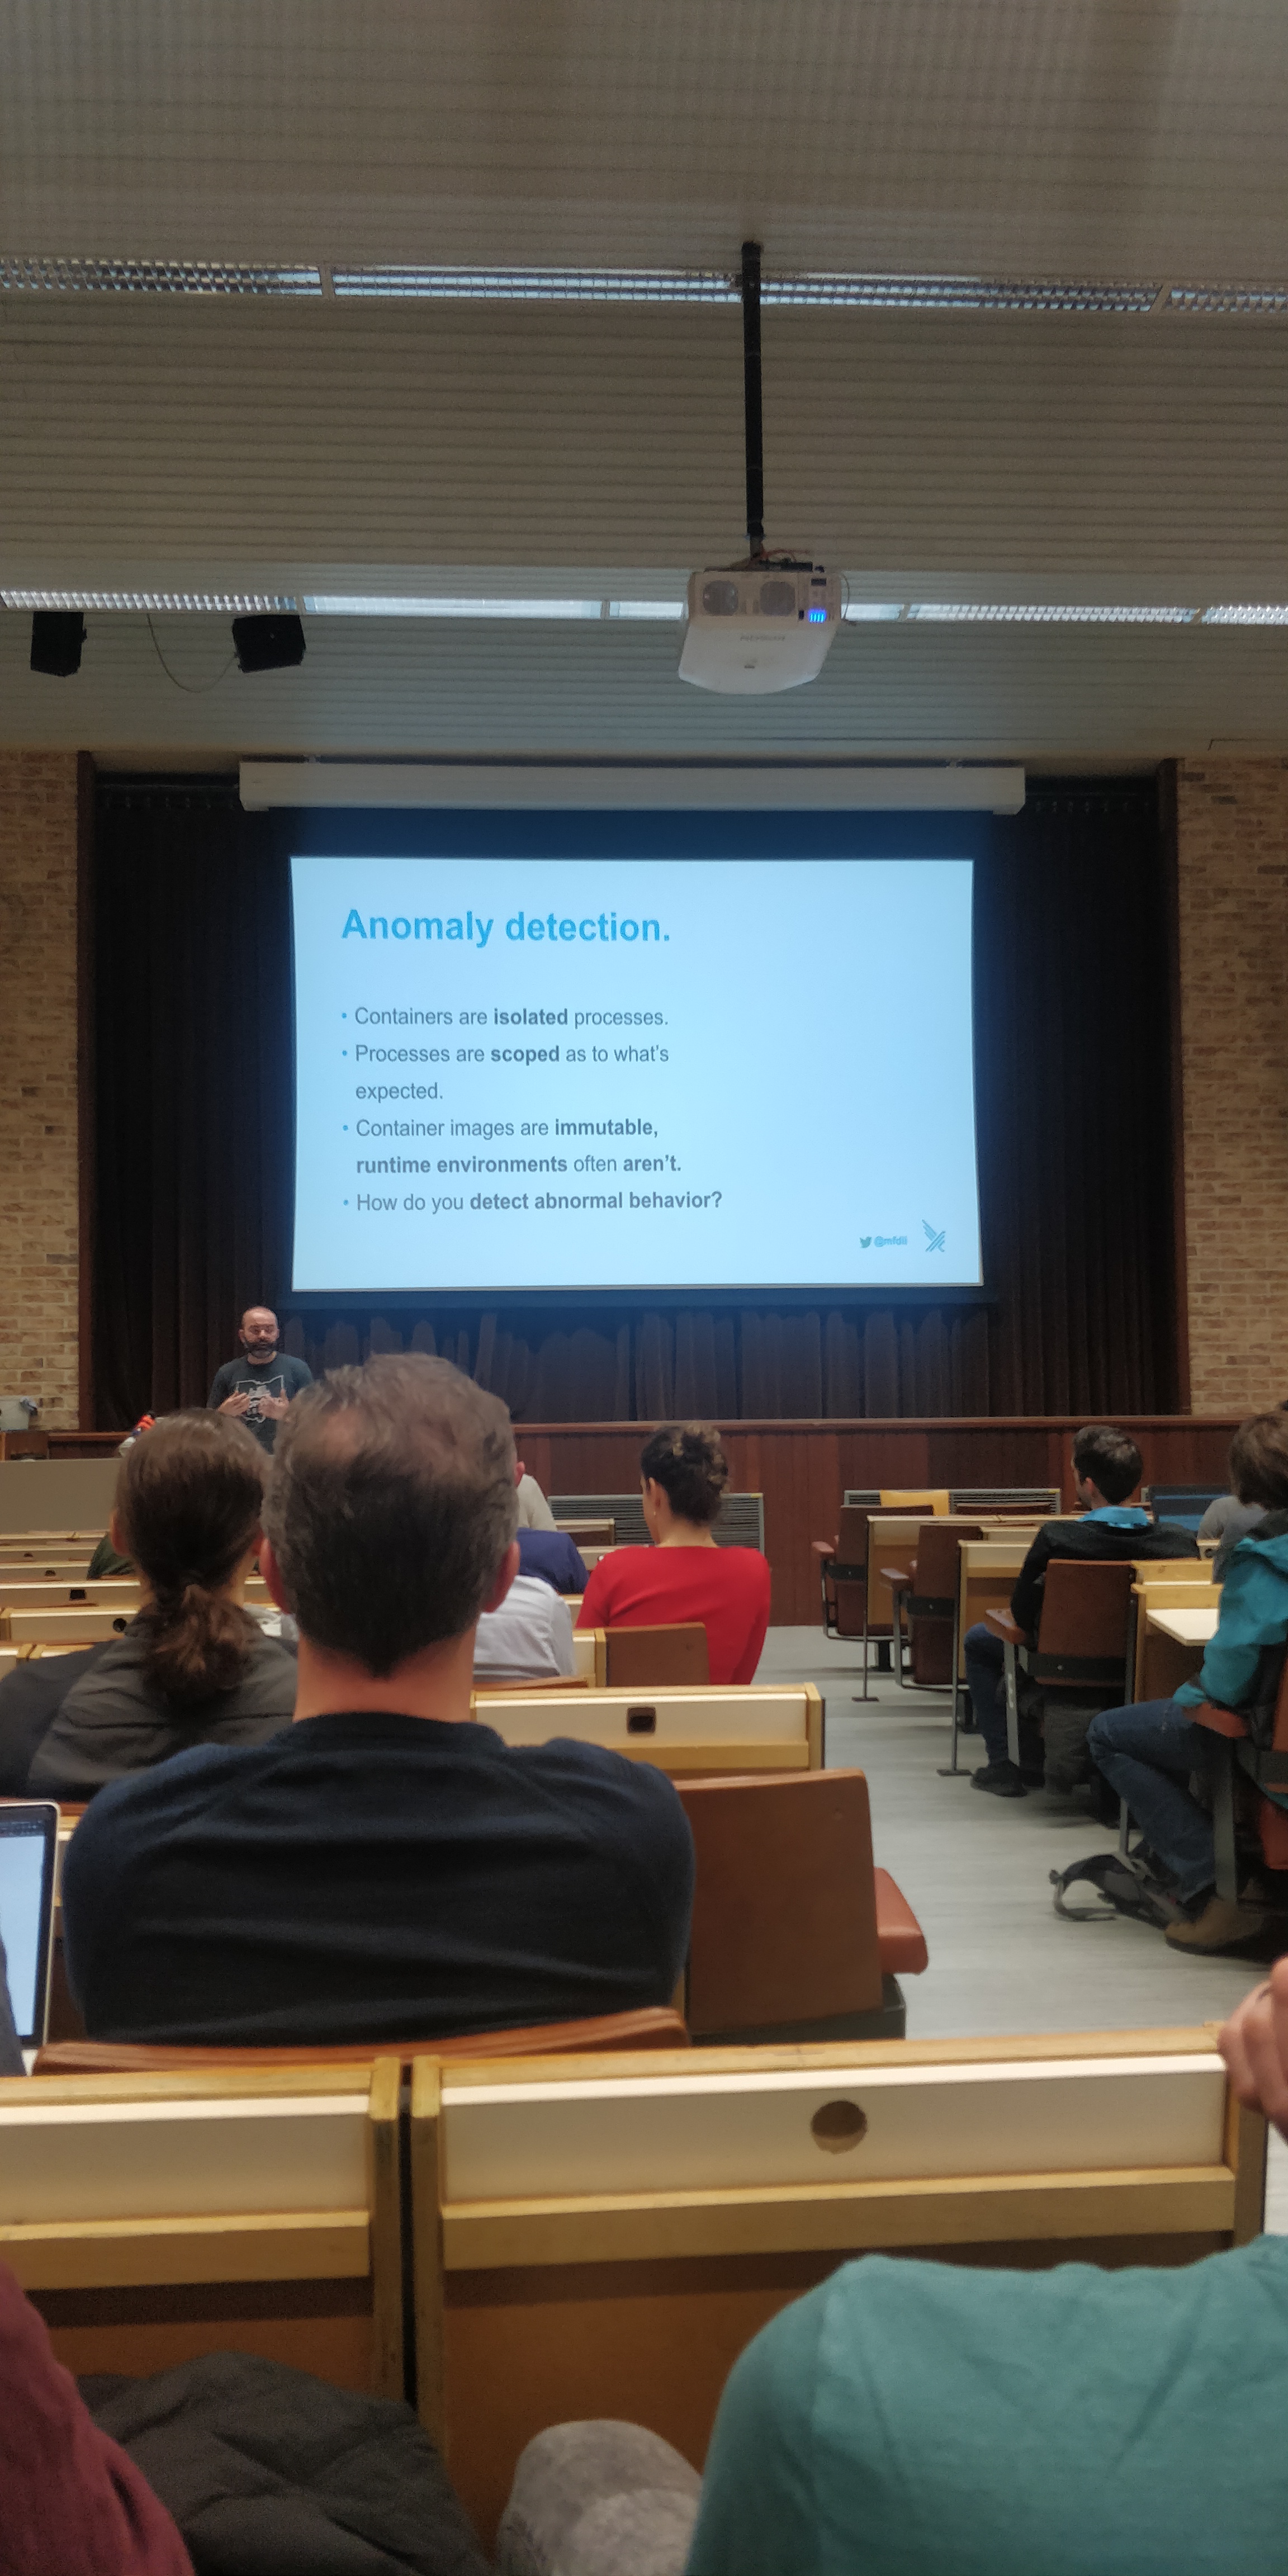 Anomaly detection.
• Containers are isolated processes.
• Processes are scoped as to what's
expected.
• Container images are immutable,
runtime environments often aren't.
• How do you detect abnormal behavior?
@mfdii